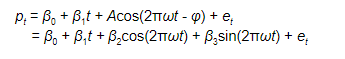 pₜ = β₀ + β₁t + Acos(2πωt - φ) + eₜ
= β₀ + β₁t + β₂cos(2πωt) + β₃sin(2πωt) + eₜ